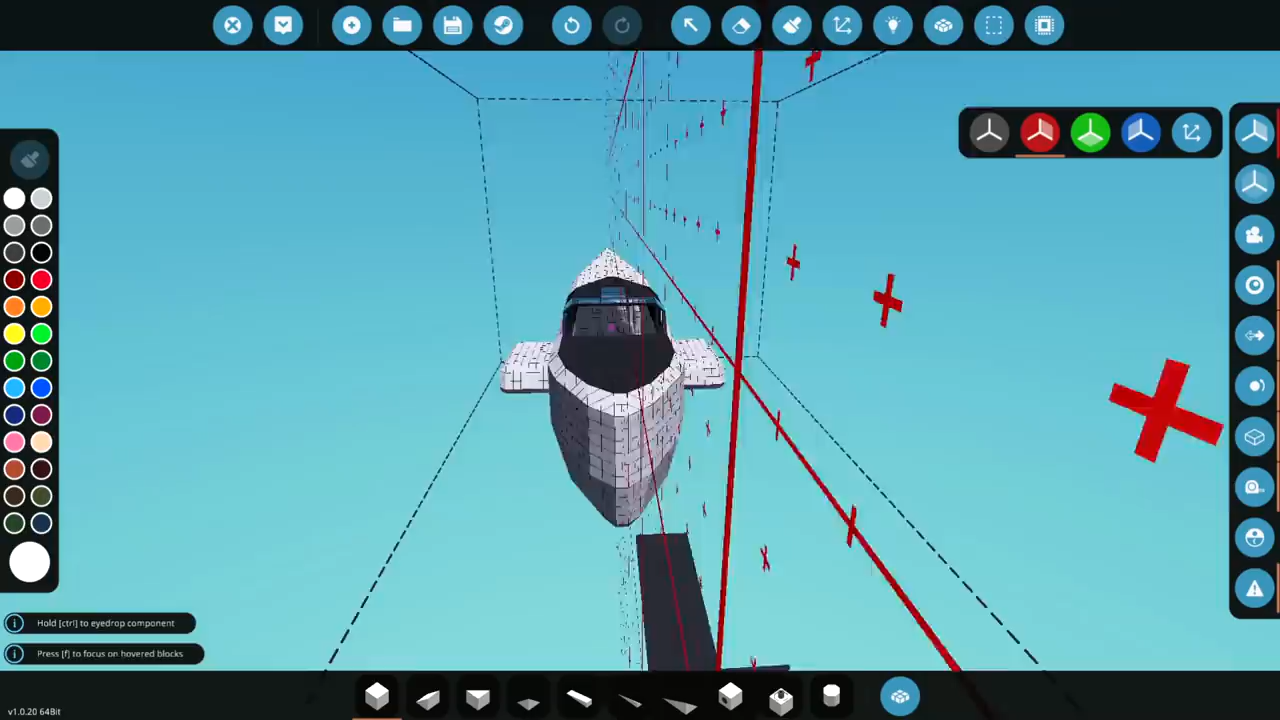 Hold [ctrl] to eyedrop component
Press [f] to focus on hovered blocks
v1.0.20 64Bit